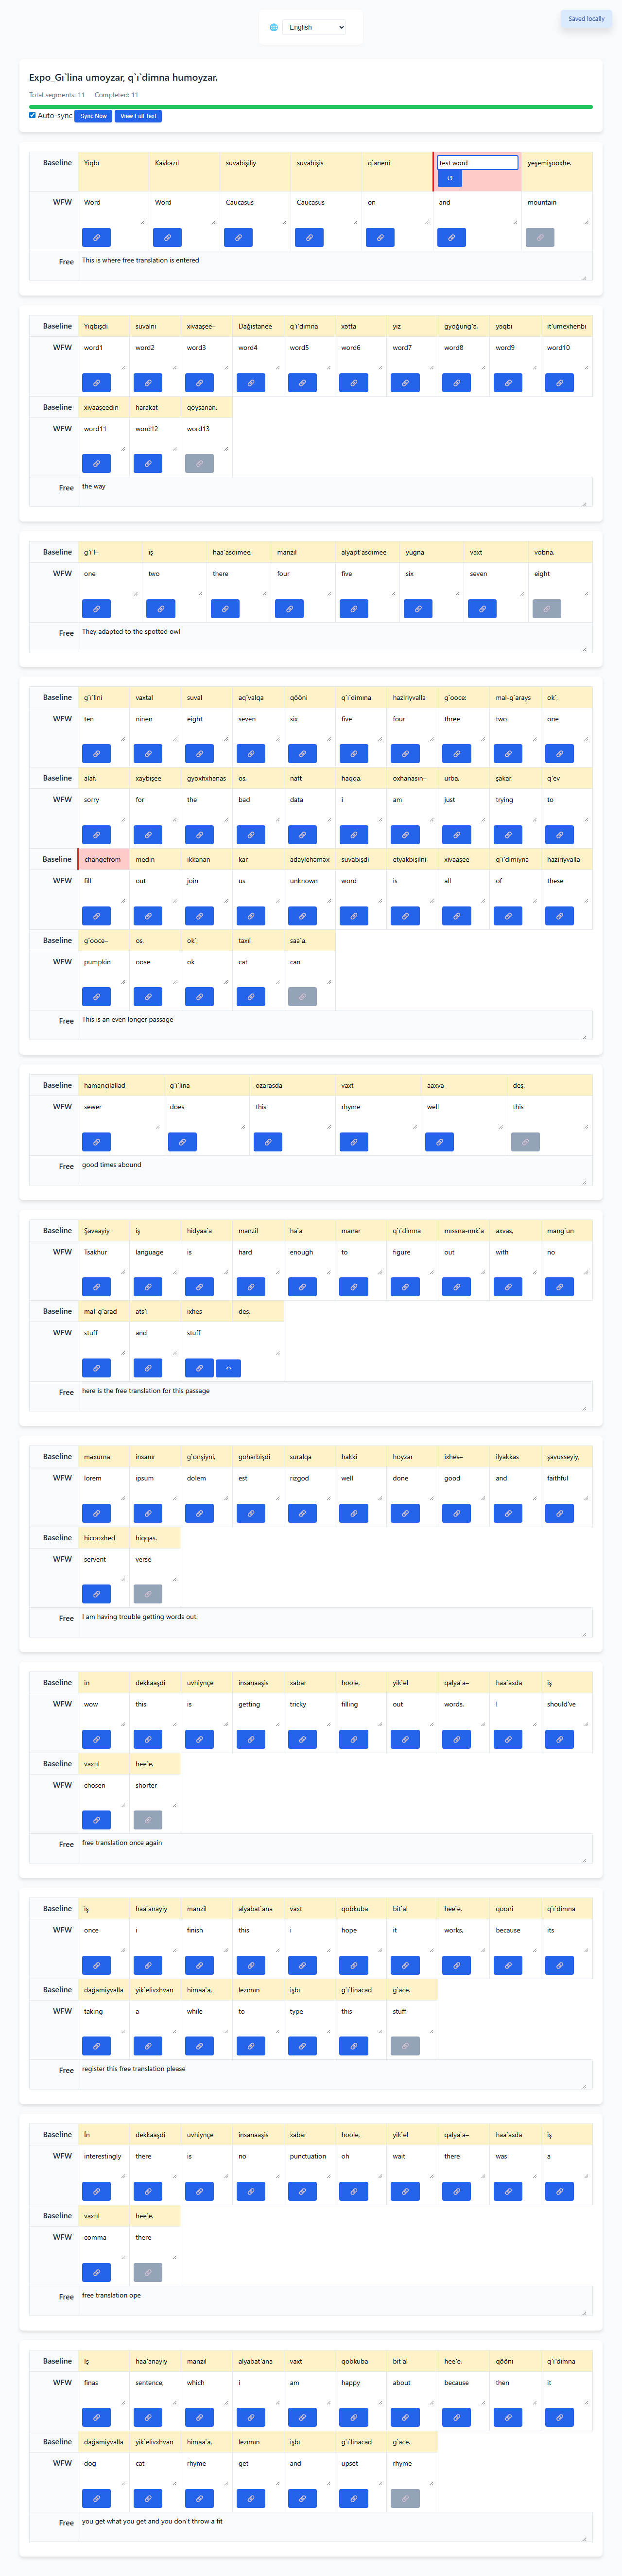 English
Saved locally
Expo_Gı`lina umoyzar, q`ı`dimna humoyzar.
Total segments: 11 Completed: 11
Auto-sync Sync Now View Full Text
Baseline Yiqbı Kavkazıl suvabışiliy suvabışis q`aneni test word yeşemişooxhe.
WFW Word Word Caucasus Caucasus on and mountain
Free This is where free translation is entered
Baseline Yiqbişdi suvalni xivaaşee– Dağıstanee q`ı`dimna xətta yiz gyoğung`a, yəqbı it`umexhenbı
WFW word1 word2 word3 word4 word5 word6 word7 word8 word9 word10
Baseline xivaaşeedın harakat qoysanan.
WFW word11 word12 word13
Free the way
Baseline g`ı`l– iş haa`asdimee, manzil alyapt`asdimee yugna vaxt vobna.
WFW one two there four five six seven eight
Free They adapted to the spotted owl
Baseline g`ı`lini vaxtal suval aq`valqa qööni q`ı`dimına haziriyvalla g`ooce: mal-g`arays ok`,
WFW ten ninen eight seven six five four three two one
Baseline alaf, xaybişee gyoxhxhanas os, naft haqqa, oxhanasın– urba, şakar, q`ev
WFW sorry for the bad data i am just trying to
Baseline changefrom medın ıkkanan kar adaylehəməx suvabışdi etyakbişilni xivaaşee q`ı`dimiyna haziriyvalla
WFW fill out join us unknown word is all of these
Baseline g`ooce– os, ok`, taxıl saa`a.
WFW pumpkin oose ok cat can
Free This is an even longer passage
Baseline hamançilallad g`ı`lina ozarasda vaxt aaxva deş.
WFW sewer does this rhyme well this
Free good times abound
Baseline Şavaayiy iş hidyaa`a manzil ha`a manar q`ı`dimna mıssıra-mık`a axvas, mang`un
WFW Tsakhur language is hard enough to figure out with no
Baseline mal-g`arad ats`ı ixhes deş.
WFW stuff and stuff
Free here is the free translation for this passage
Baseline məxürna insanır g`onşiyni, goharbişdi suralqa hakki hoyzar ixhes– ilyakkas şavusseyiy,
WFW lorem ipsum dolem est rizgod well done good and faithful
Baseline hicooxhed hiqqas.
WFW servent verse
Free I am having trouble getting words out.
Baseline in dekkaaşdi uvhiynçe insanaaşis xabar hoole, yik`el qalya`a– haa`asda iş
WFW wow this is getting tricky filling out words. I should've
Baseline vaxtıl hee`e.
WFW chosen shorter
Free free translation once again
Baseline iş haa`anayiy manzil alyabat`ana vaxt qobkuba bit`al hee`e, qööni q`ı`dimna
WFW once i finish this i hope it works, because its
Baseline dağamiyvalla yik`elivxhvan himaa`a, lezımın işbı g`ı`linacad g`ace.
WFW taking a while to type this stuff
Free register this free translation please
Baseline İn dekkaaşdi uvhiynçe insanaaşis xabar hoole, yik`el qalya`a– haa`asda iş
WFW interestingly there is no punctuation oh wait there was a
Baseline vaxtıl hee`e.
WFW comma there
Free free translation ope
Baseline İş haa`anayiy manzil alyabat`ana vaxt qobkuba bit`al hee`e, qööni q`ı`dimna
WFW finas sentence, which i am happy about because then it
Baseline dağamiyvalla yik`elivxhvan himaa`a, lezımın işbı g`ı`linacad g`ace.
WFW dog cat rhyme get and upset rhyme
Free you get what you get and you don't throw a fit